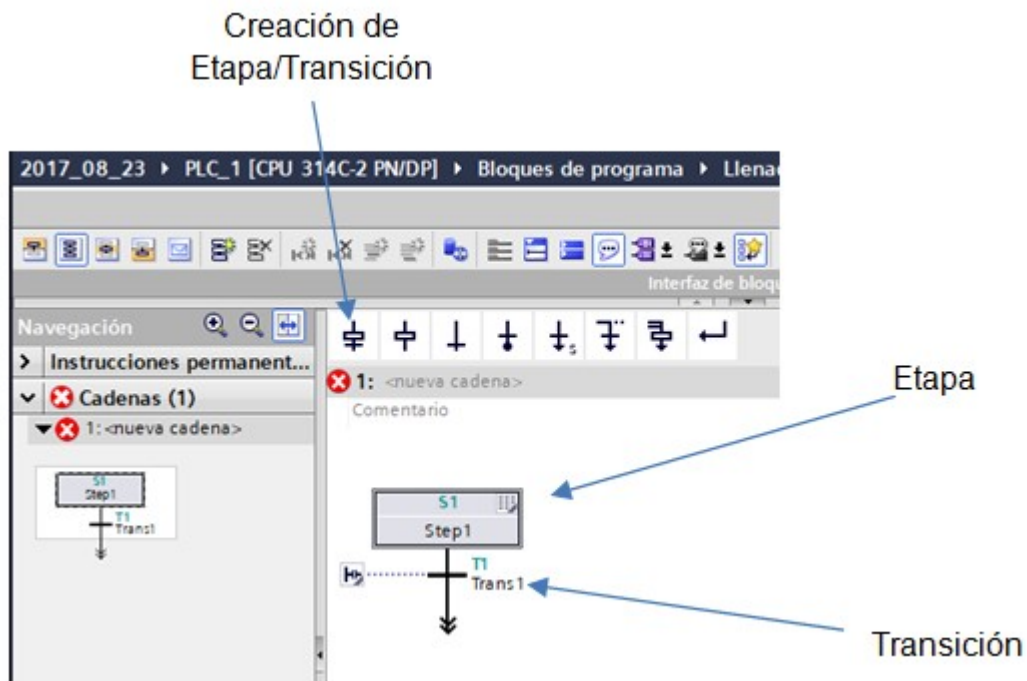 Creación de
Etapa/Transición
2017_08_23 ▸ PLC_1 [CPU 314C-2 PN/DP] ▸ Bloques de programa ▸ Llenad
Interfaz de bloqu
Navegación
Instrucciones permanent...
1: <nueva cadena>
Etapa
Cadenas (1)
Comentario
1: <nueva cadena>
S1
Step1
T1
Trans1
S1
Step1
T1
Trans1
Transición